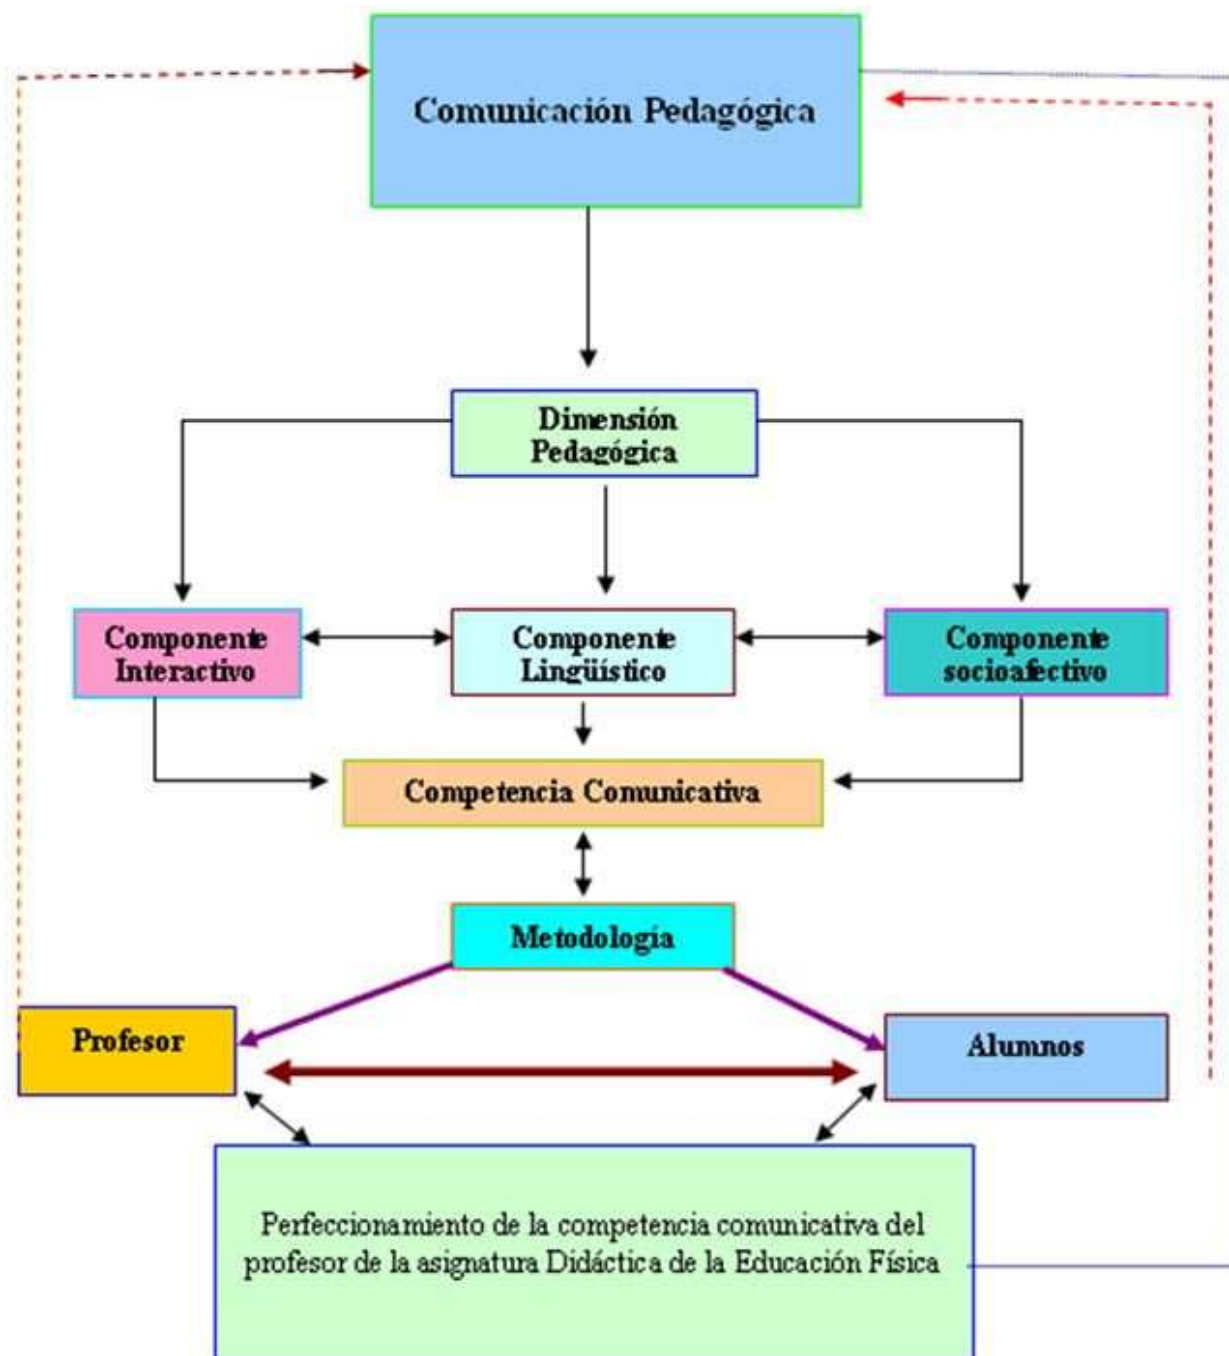 Comunicación Pedagógica
Dimensión
Pedagógica
Componente
Interactivo
Componente
Lingüístico
Componente
socioafectivo
Competencia Comunicativa
Metodología
Profesor
Alumnos
Perfeccionamiento de la competencia comunicativa del
profesor de la asignatura Didáctica de la Educación Física